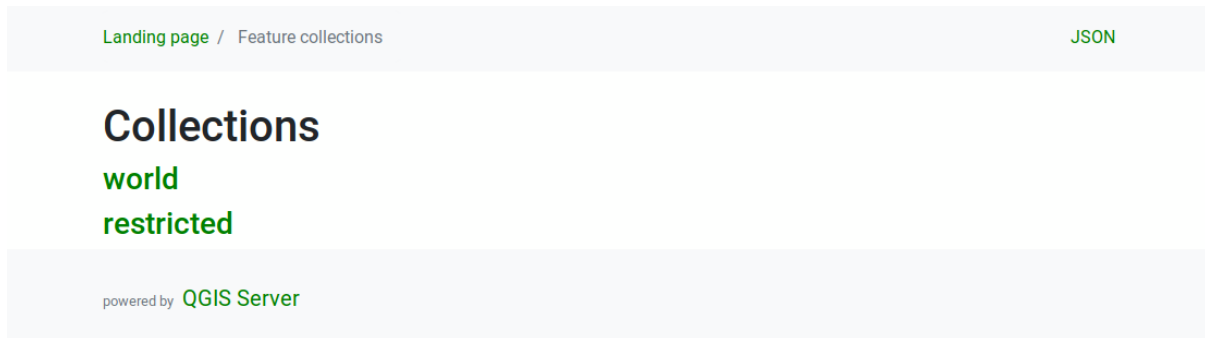 Landing page / Feature collections JSON
Collections
world
restricted
powered by QGIS Server